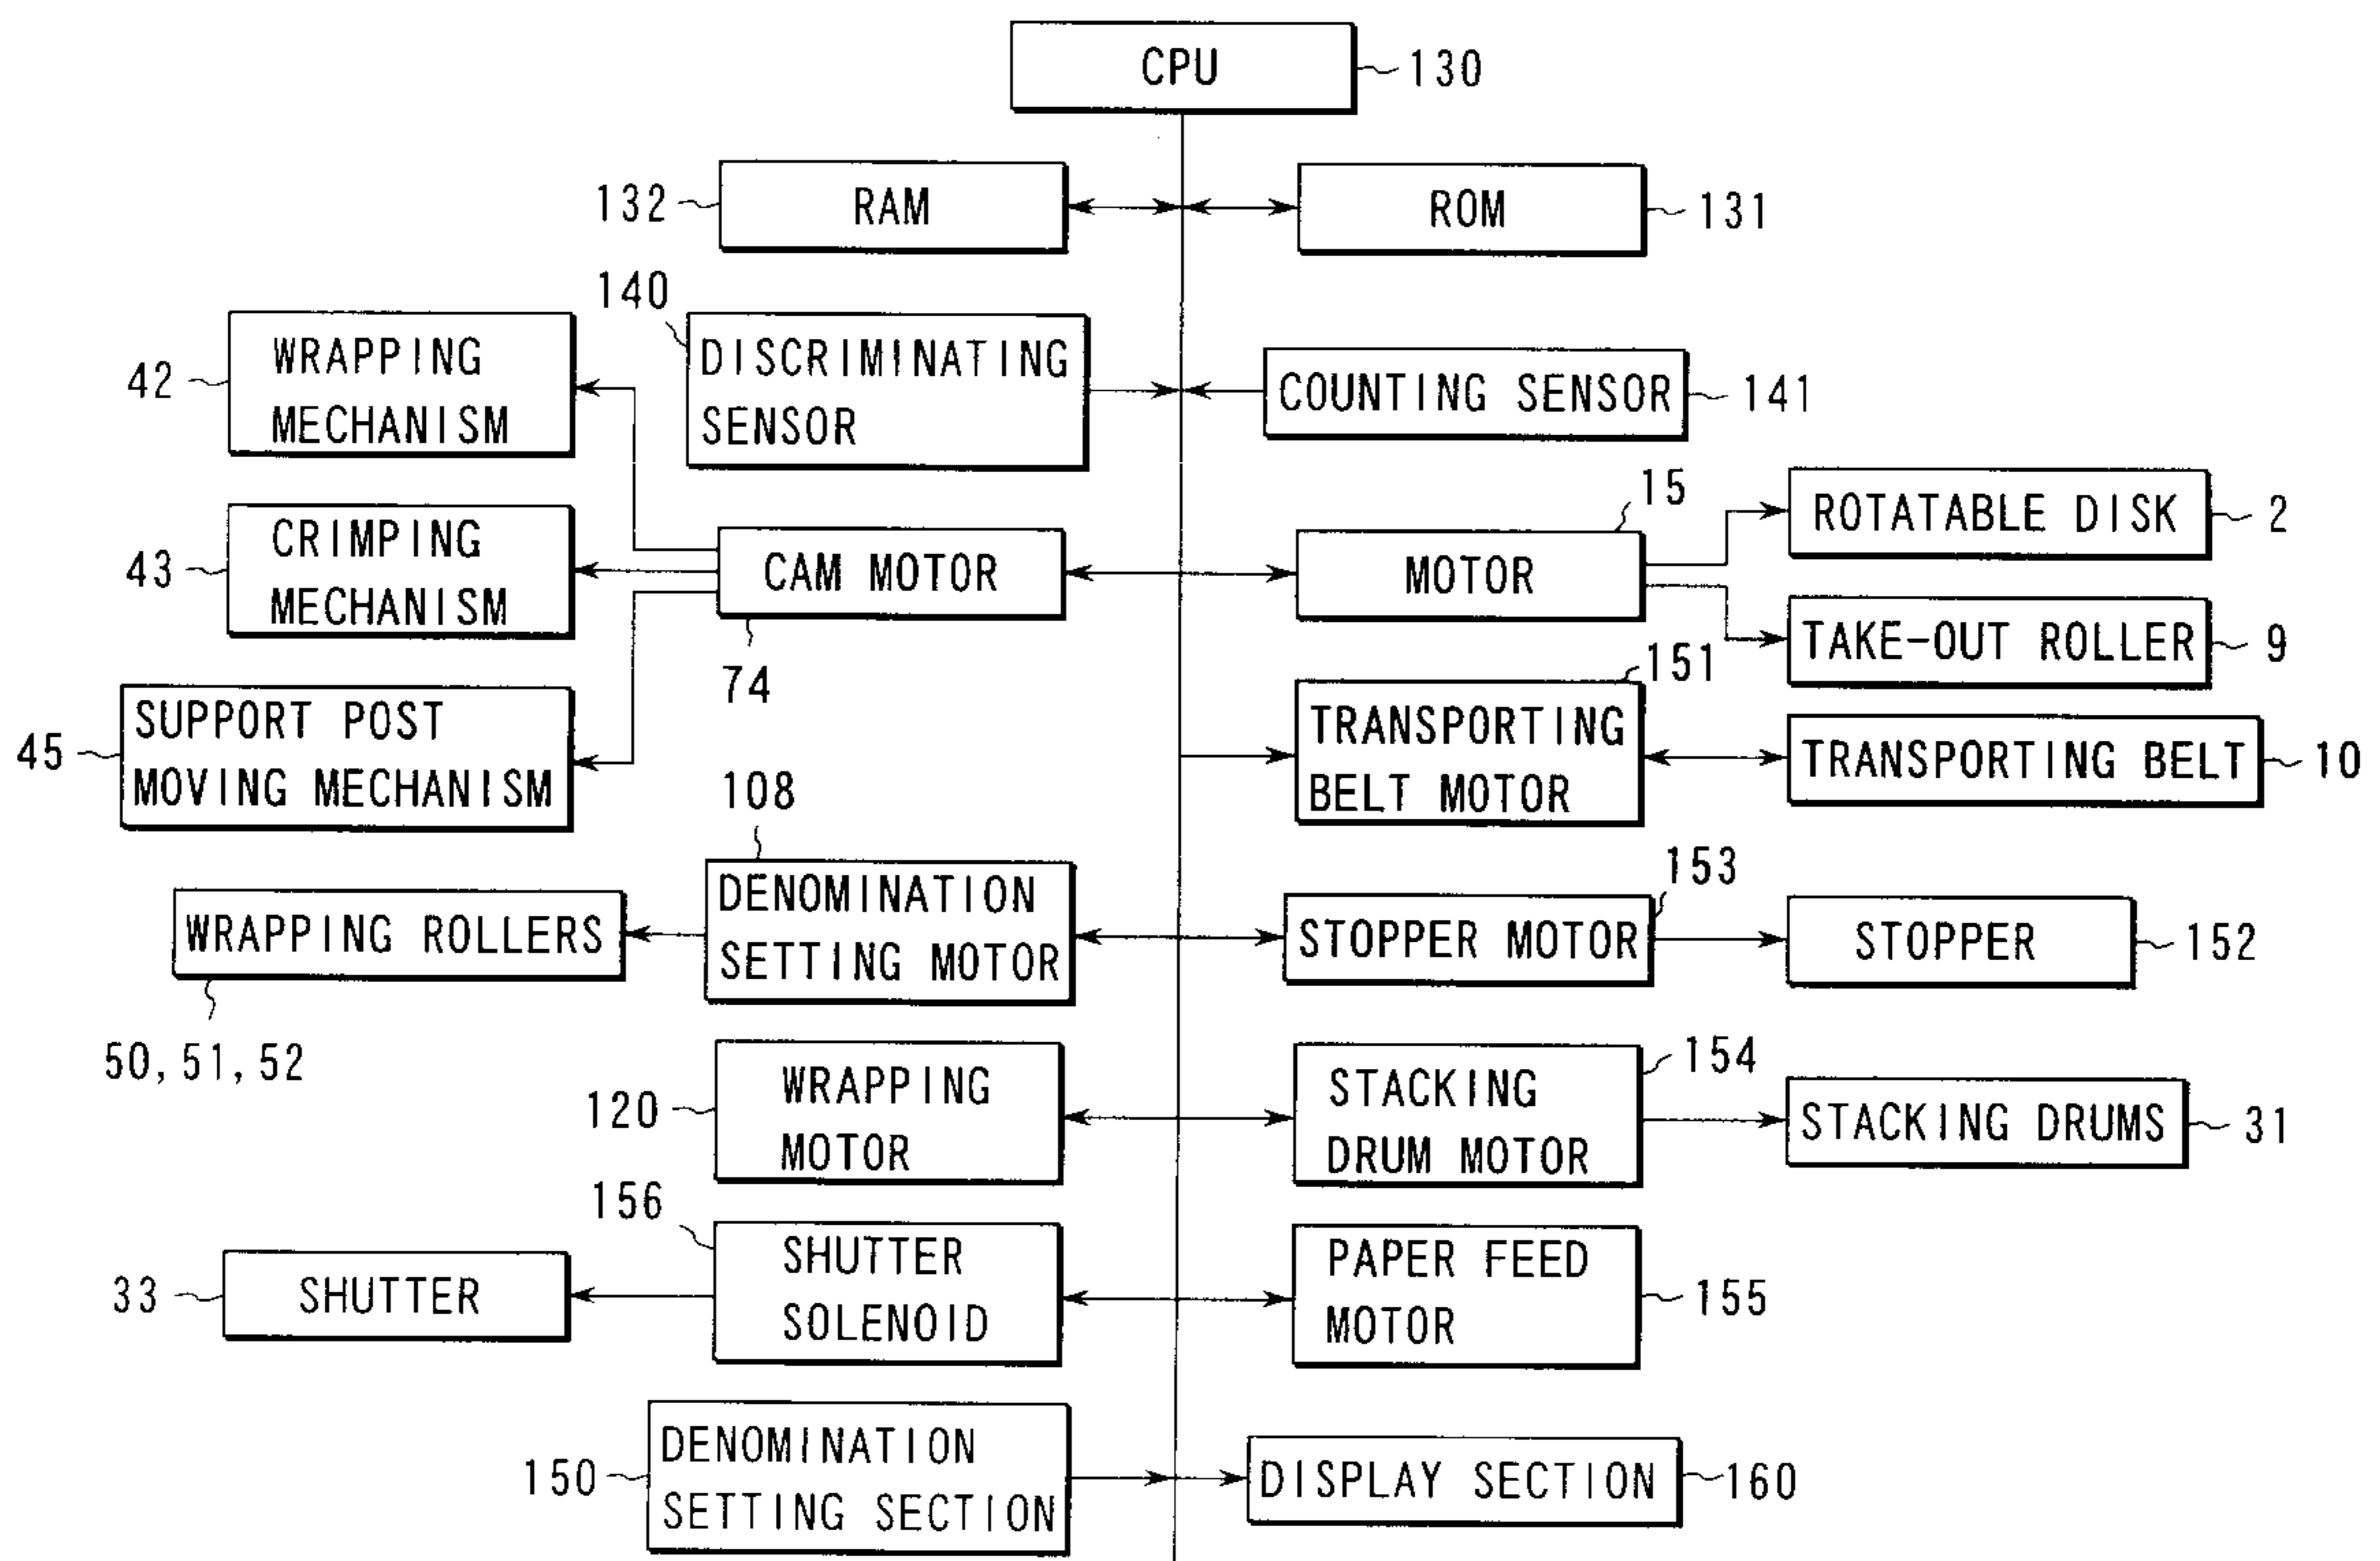 CPU
130
132
RAM
ROM
131
140
42
WRAPPING
MECHANISM
DISCRIMINATING
SENSOR
COUNTING SENSOR
141
43
CRIMPING
MECHANISM
CAM MOTOR
74
15
MOTOR
ROTATABLE DISK
2
TAKE-OUT ROLLER
9
45
SUPPORT POST
MOVING MECHANISM
151
TRANSPORTING
BELT MOTOR
TRANSPORTING BELT
10
108
WRAPPING ROLLERS
50, 51, 52
DENOMINATION
SETTING MOTOR
153
STOPPER MOTOR
STOPPER
152
120
WRAPPING
MOTOR
154
STACKING
DRUM MOTOR
STACKING DRUMS
31
156
33
SHUTTER
SHUTTER
SOLENOID
PAPER FEED
MOTOR
155
150
DENOMINATION
SETTING SECTION
DISPLAY SECTION
160